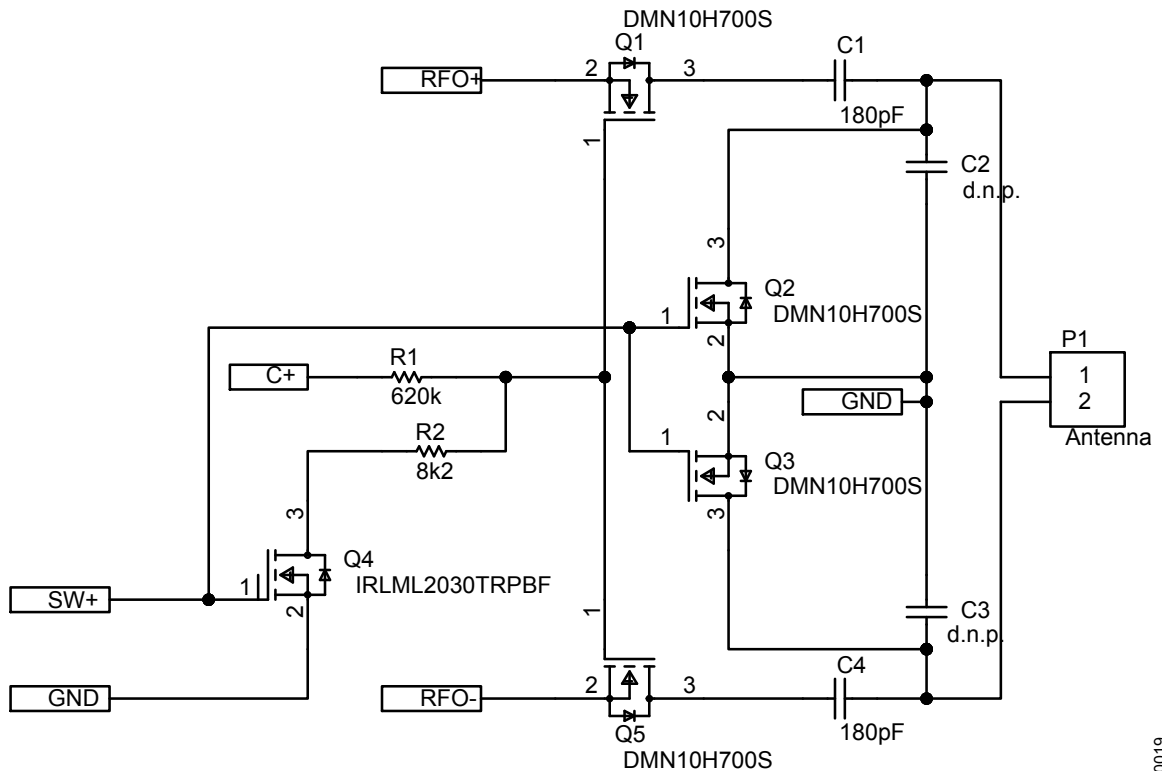 DMN10H700S
Q1
C1
RFO+
2
3
180pF
1
C2
d.n.p.
3
Q2
1
DMN10H700S
2
P1
R1
C+
620k
1
2
GND
Antenna
R2
8k2
2
1
Q3
DMN10H700S
3
3
Q4
IRLML2030TRPBF
1
SW+
2
1
C3
d.n.p.
C4
GND
RFO-
2
3
180pF
Q5
DMN10H700S
0019